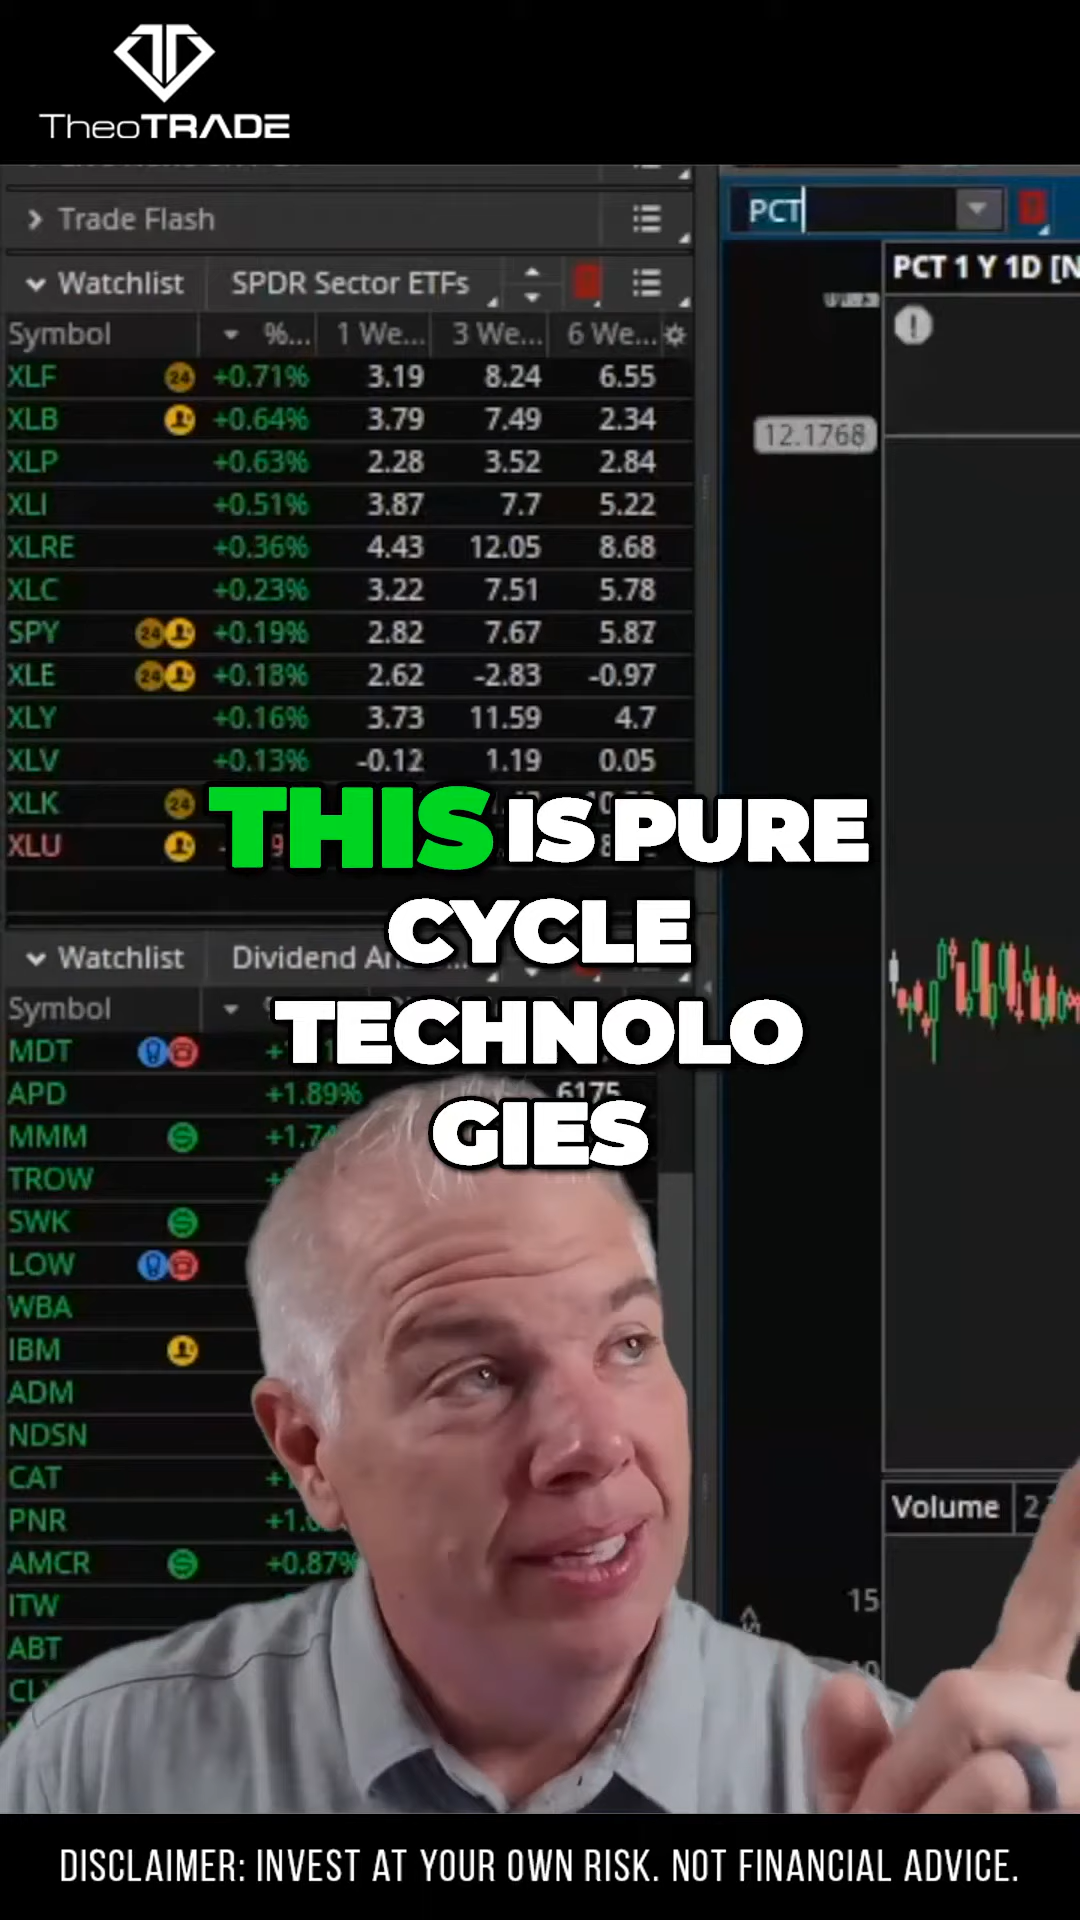 TheoTRADE
Trade Flash
PCT
Watchlist SPDR Sector ETFs
PCT 1 Y 1D [N
Symbol %... 1 We... 3 We... 6 We...
XLF 24 +0.71% 3.19 8.24 6.55
XLB +0.64% 3.79 7.49 2.34
12.1768
XLP +0.63% 2.28 3.52 2.84
XLI +0.51% 3.87 7.7 5.22
XLRE +0.36% 4.43 12.05 8.68
XLC +0.23% 3.22 7.51 5.78
SPY 24 +0.19% 2.82 7.67 5.87
XLE 24 +0.18% 2.62 -2.83 -0.97
XLY +0.16% 3.73 11.59 4.7
XLV +0.13% -0.12 1.19 0.05
XLK 24
XLU
THIS IS PURE
CYCLE
TECHNOLO
GIES
Watchlist Dividend
Symbol
MDT
APD +1.89% 6175
MMM
TROW
SWK
LOW
WBA
IBM
ADM
NDSN
CAT
PNR
AMCR +0.87%
ITW
ABT
Volume
15
10
DISCLAIMER: INVEST AT YOUR OWN RISK. NOT FINANCIAL ADVICE.